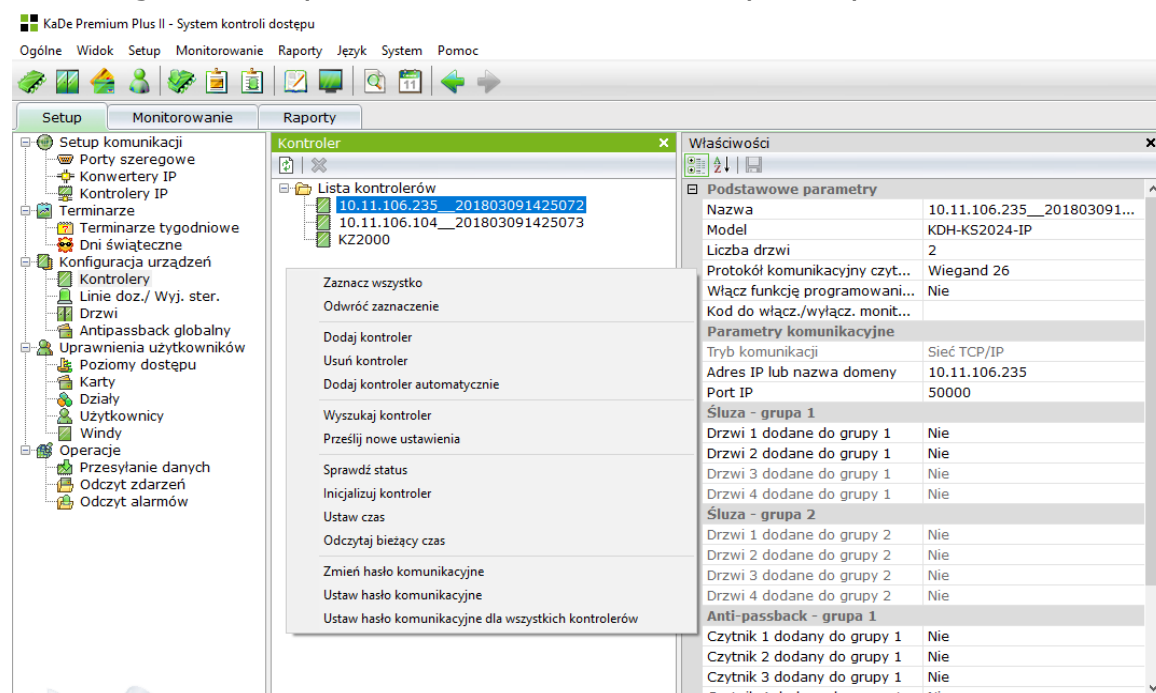 KaDe Premium Plus II - System kontroli dostępu
Ogólne Widok Setup Monitorowanie Raporty Język System Pomoc
11
Setup Monitorowanie Raporty
Setup komunikacji
Porty szeregowe
Konwertery IP
Kontrolery IP
Terminarze
Terminarze tygodniowe
Dni świąteczne
Konfiguracja urządzeń
Kontrolery
Linie doz./ Wyj. ster.
Drzwi
Antipassback globalny
Uprawnienia użytkowników
Poziomy dostępu
Karty
Działy
Użytkownicy
Windy
Operacje
Przesyłanie danych
Odczyt zdarzeń
Odczyt alarmów
Kontroler
Lista kontrolerów
10.11.106.235__201803091425072
10.11.106.104__201803091425073
KZ2000
Zaznacz wszystko
Odwróć zaznaczenie
Dodaj kontroler
Usuń kontroler
Dodaj kontroler automatycznie
Wyszukaj kontroler
Prześlij nowe ustawienia
Sprawdź status
Inicjalizuj kontroler
Ustaw czas
Odczytaj bieżący czas
Zmień hasło komunikacyjne
Ustaw hasło komunikacyjne
Ustaw hasło komunikacyjne dla wszystkich kontrolerów
Właściwości
Podstawowe parametry
Nazwa 10.11.106.235__201803091...
Model KDH-KS2024-IP
Liczba drzwi 2
Protokół komunikacyjny czyt... Wiegand 26
Włącz funkcję programowani... Nie
Kod do włącz./wyłącz. monit...
Parametry komunikacyjne
Tryb komunikacji Sieć TCP/IP
Adres IP lub nazwa domeny 10.11.106.235
Port IP 50000
Śluza - grupa 1
Drzwi 1 dodane do grupy 1 Nie
Drzwi 2 dodane do grupy 1 Nie
Drzwi 3 dodane do grupy 1 Nie
Drzwi 4 dodane do grupy 1 Nie
Śluza - grupa 2
Drzwi 1 dodane do grupy 2 Nie
Drzwi 2 dodane do grupy 2 Nie
Drzwi 3 dodane do grupy 2 Nie
Drzwi 4 dodane do grupy 2 Nie
Anti-passback - grupa 1
Czytnik 1 dodany do grupy 1 Nie
Czytnik 2 dodany do grupy 1 Nie
Czytnik 3 dodany do grupy 1 Nie